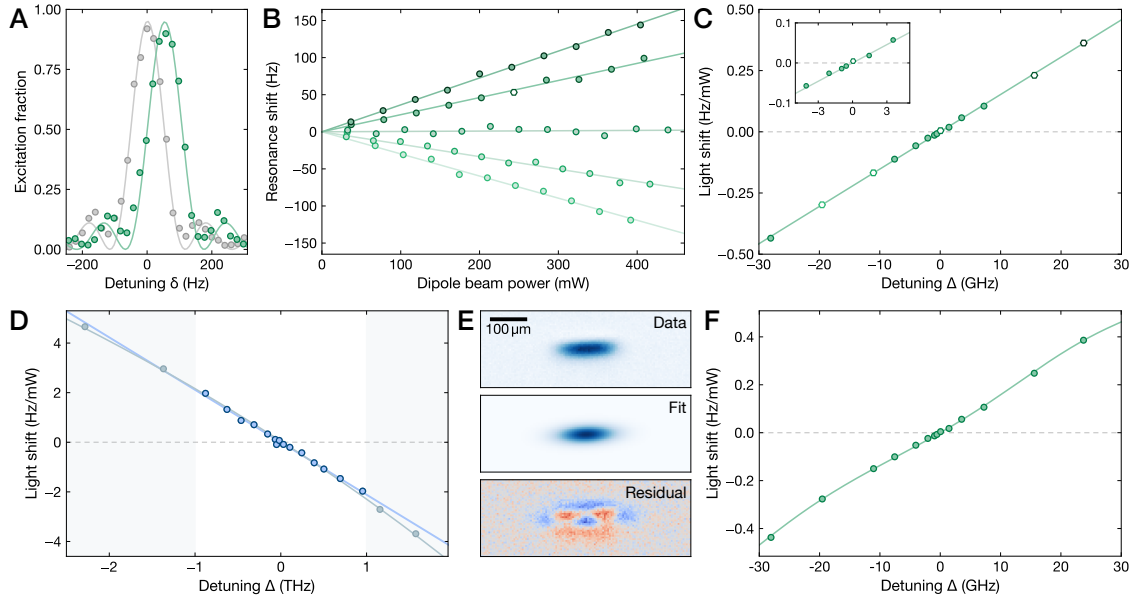 A
Excitation fraction
1.00
0.75
0.50
0.25
0.00
−200
0
200
Detuning δ (Hz)
B
Resonance shift (Hz)
150
100
50
0
−50
−100
−150
0
100
200
300
400
Dipole beam power (mW)
C
Light shift (Hz/mW)
0.50
0.25
0.00
−0.25
−0.50
0.1
0.0
−0.1
−3
0
3
−30
−20
−10
0
10
20
30
Detuning Δ (GHz)
D
Light shift (Hz/mW)
4
2
0
−2
−4
−2
−1
0
1
Detuning Δ (THz)
E
100 μm
Data
Fit
Residual
F
Light shift (Hz/mW)
0.4
0.2
0.0
−0.2
−0.4
-30
−20
−10
0
10
20
30
Detuning Δ (GHz)